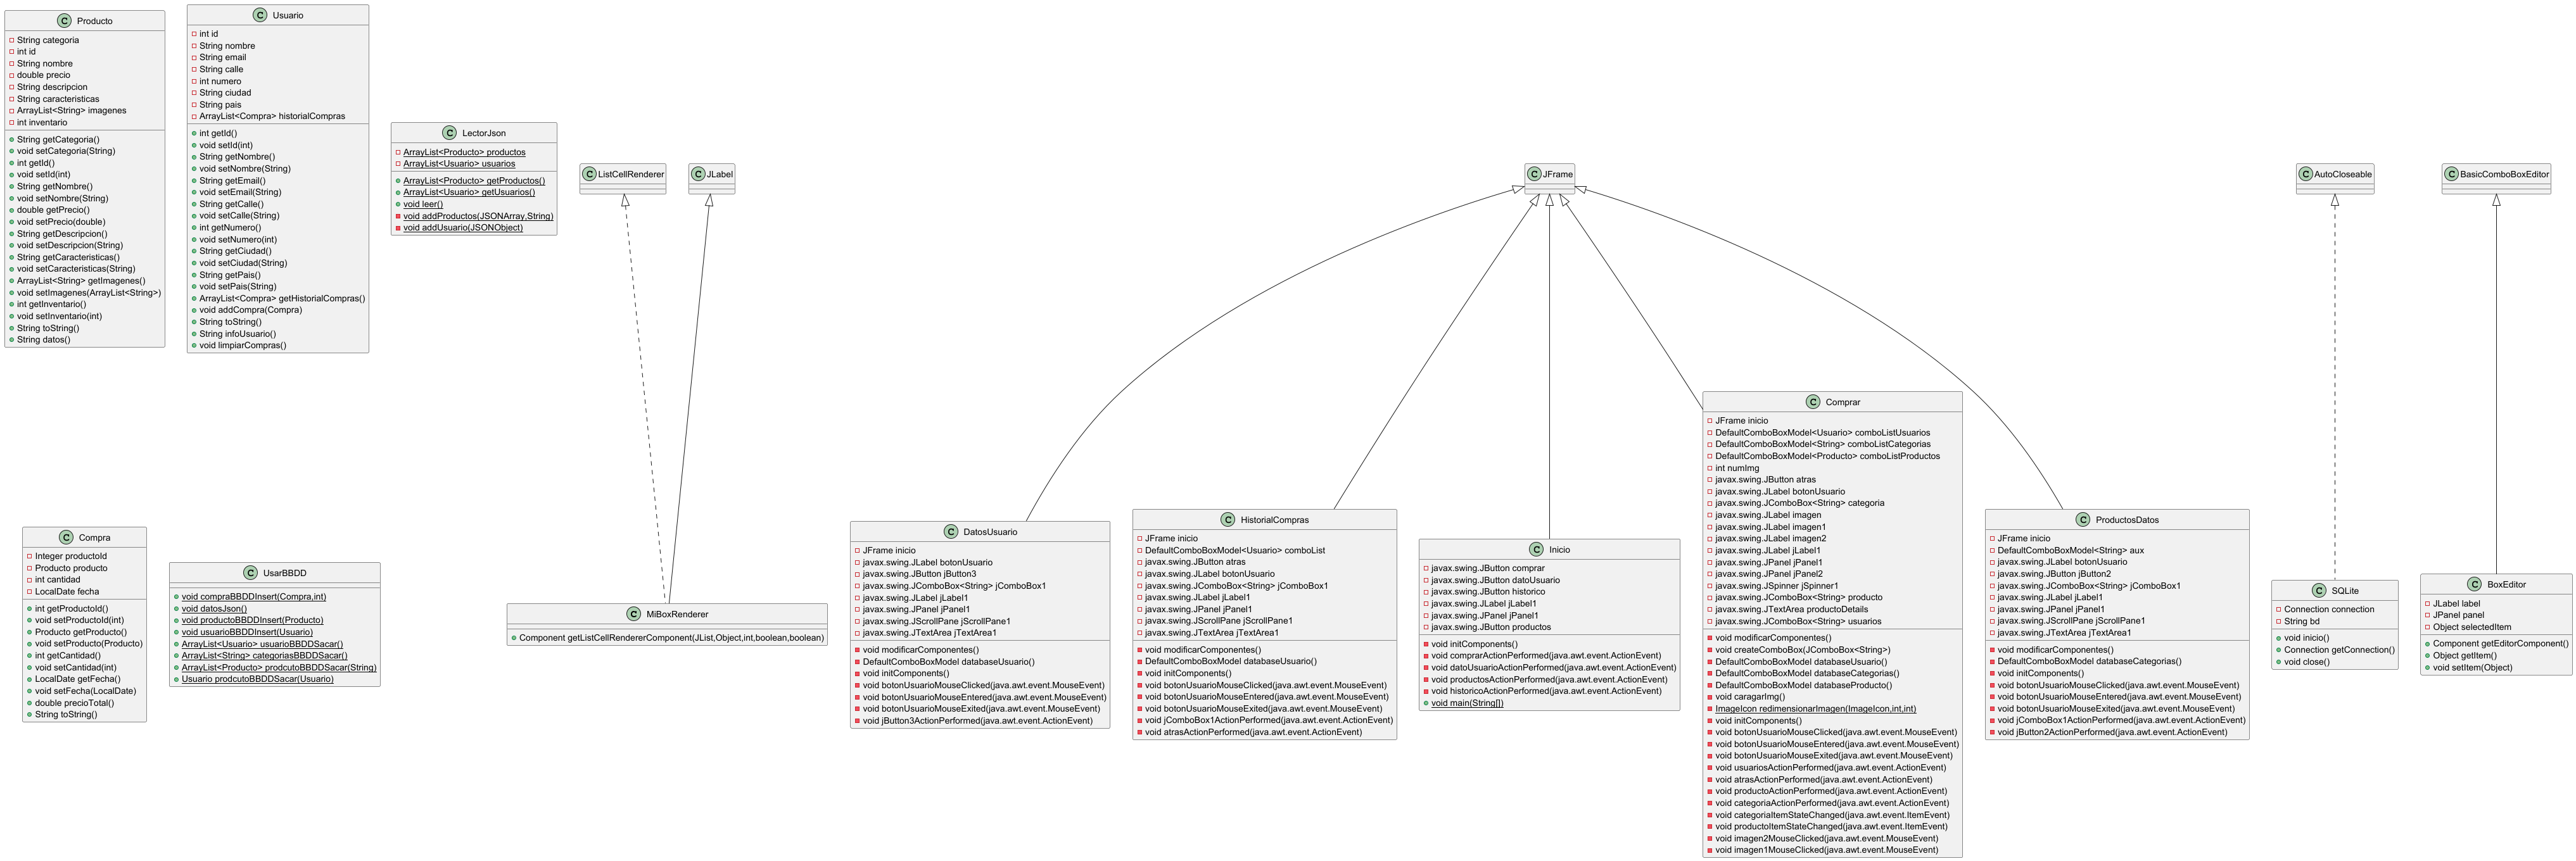 Producto
String categoria
int id
String nombre
double precio
String descripcion
String caracteristicas
ArrayList<String> imagenes
int inventario
String getCategoria()
void setCategoria(String)
int getId()
void setId(int)
String getNombre()
void setNombre(String)
double getPrecio()
void setPrecio(double)
String getDescripcion()
void setDescripcion(String)
String getCaracteristicas()
void setCaracteristicas(String)
ArrayList<String> getImagenes()
void setImagenes(ArrayList<String>)
int getInventario()
void setInventario(int)
String toString()
String datos()
Usuario
int id
String nombre
String email
String calle
int numero
String ciudad
String pais
ArrayList<Compra> historialCompras
int getId()
void setId(int)
String getNombre()
void setNombre(String)
String getEmail()
void setEmail(String)
String getCalle()
void setCalle(String)
int getNumero()
void setNumero(int)
String getCiudad()
void setCiudad(String)
String getPais()
void setPais(String)
ArrayList<Compra> getHistorialCompras()
void addCompra(Compra)
String toString()
String infoUsuario()
void limpiarCompras()
LectorJson
ArrayList<Producto> productos
ArrayList<Usuario> usuarios
ArrayList<Producto> getProductos()
ArrayList<Usuario> getUsuarios()
void leer()
void addProductos(JSONArray,String)
void addUsuario(JSONObject)
ListCellRenderer
JLabel
JFrame
AutoCloseable
BasicComboBoxEditor
Compra
Integer productoId
Producto producto
int cantidad
LocalDate fecha
int getProductoId()
void setProductoId(int)
Producto getProducto()
void setProducto(Producto)
int getCantidad()
void setCantidad(int)
LocalDate getFecha()
void setFecha(LocalDate)
double precioTotal()
String toString()
UsarBBDD
void compraBBDDInsert(Compra,int)
void datosJson()
void productoBBDDInsert(Producto)
void usuarioBBDDInsert(Usuario)
ArrayList<Usuario> usuarioBBDDSacar()
ArrayList<String> categoriasBBDDSacar()
ArrayList<Producto> prodcutoBBDDSacar(String)
Usuario prodcutoBBDDSacar(Usuario)
MiBoxRenderer
Component getListCellRendererComponent(JList,Object,int,boolean,boolean)
DatosUsuario
JFrame inicio
javax.swing.JLabel botonUsuario
javax.swing.JButton jButton3
javax.swing.JComboBox<String> jComboBox1
javax.swing.JLabel jLabel1
javax.swing.JPanel jPanel1
javax.swing.JScrollPane jScrollPane1
javax.swing.JTextArea jTextArea1
void modificarComponentes()
DefaultComboBoxModel databaseUsuario()
void initComponents()
void botonUsuarioMouseClicked(java.awt.event.MouseEvent)
void botonUsuarioMouseEntered(java.awt.event.MouseEvent)
void botonUsuarioMouseExited(java.awt.event.MouseEvent)
void jButton3ActionPerformed(java.awt.event.ActionEvent)
HistorialCompras
JFrame inicio
DefaultComboBoxModel<Usuario> comboList
javax.swing.JButton atras
javax.swing.JLabel botonUsuario
javax.swing.JComboBox<String> jComboBox1
javax.swing.JLabel jLabel1
javax.swing.JPanel jPanel1
javax.swing.JScrollPane jScrollPane1
javax.swing.JTextArea jTextArea1
void modificarComponentes()
DefaultComboBoxModel databaseUsuario()
void initComponents()
void botonUsuarioMouseClicked(java.awt.event.MouseEvent)
void botonUsuarioMouseEntered(java.awt.event.MouseEvent)
void botonUsuarioMouseExited(java.awt.event.MouseEvent)
void jComboBox1ActionPerformed(java.awt.event.ActionEvent)
void atrasActionPerformed(java.awt.event.ActionEvent)
Inicio
javax.swing.JButton comprar
javax.swing.JButton datoUsuario
javax.swing.JButton historico
javax.swing.JLabel jLabel1
javax.swing.JPanel jPanel1
javax.swing.JButton productos
void initComponents()
void comprarActionPerformed(java.awt.event.ActionEvent)
void datoUsuarioActionPerformed(java.awt.event.ActionEvent)
void productosActionPerformed(java.awt.event.ActionEvent)
void historicoActionPerformed(java.awt.event.ActionEvent)
void main(String[])
Comprar
JFrame inicio
DefaultComboBoxModel<Usuario> comboListUsuarios
DefaultComboBoxModel<String> comboListCategorias
DefaultComboBoxModel<Producto> comboListProductos
int numImg
javax.swing.JButton atras
javax.swing.JLabel botonUsuario
javax.swing.JComboBox<String> categoria
javax.swing.JLabel imagen
javax.swing.JLabel imagen1
javax.swing.JLabel imagen2
javax.swing.JLabel jLabel1
javax.swing.JPanel jPanel1
javax.swing.JPanel jPanel2
javax.swing.JSpinner jSpinner1
javax.swing.JComboBox<String> producto
javax.swing.JTextArea productoDetails
javax.swing.JComboBox<String> usuarios
void modificarComponentes()
void createComboBox(JComboBox<String>)
DefaultComboBoxModel databaseUsuario()
DefaultComboBoxModel databaseCategorias()
DefaultComboBoxModel databaseProducto()
void caragarImg()
ImageIcon redimensionarImagen(ImageIcon,int,int)
void initComponents()
void botonUsuarioMouseClicked(java.awt.event.MouseEvent)
void botonUsuarioMouseEntered(java.awt.event.MouseEvent)
void botonUsuarioMouseExited(java.awt.event.MouseEvent)
void usuariosActionPerformed(java.awt.event.ActionEvent)
void atrasActionPerformed(java.awt.event.ActionEvent)
void productoActionPerformed(java.awt.event.ActionEvent)
void categoriaActionPerformed(java.awt.event.ActionEvent)
void categoriaItemStateChanged(java.awt.event.ItemEvent)
void productoItemStateChanged(java.awt.event.ItemEvent)
void imagen2MouseClicked(java.awt.event.MouseEvent)
void imagen1MouseClicked(java.awt.event.MouseEvent)
ProductosDatos
JFrame inicio
DefaultComboBoxModel<String> aux
javax.swing.JLabel botonUsuario
javax.swing.JButton jButton2
javax.swing.JComboBox<String> jComboBox1
javax.swing.JLabel jLabel1
javax.swing.JPanel jPanel1
javax.swing.JScrollPane jScrollPane1
javax.swing.JTextArea jTextArea1
void modificarComponentes()
DefaultComboBoxModel databaseCategorias()
void initComponents()
void botonUsuarioMouseClicked(java.awt.event.MouseEvent)
void botonUsuarioMouseEntered(java.awt.event.MouseEvent)
void botonUsuarioMouseExited(java.awt.event.MouseEvent)
void jComboBox1ActionPerformed(java.awt.event.ActionEvent)
void jButton2ActionPerformed(java.awt.event.ActionEvent)
SQLite
Connection connection
String bd
void inicio()
Connection getConnection()
void close()
BoxEditor
JLabel label
JPanel panel
Object selectedItem
Component getEditorComponent()
Object getItem()
void setItem(Object)